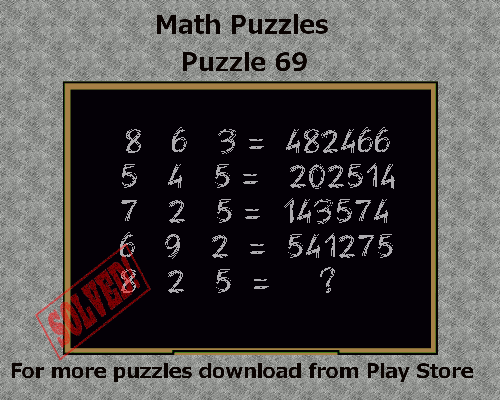 Math Puzzles
Puzzle 69
8 6 3 = 482466
5 4 5 = 202514
7 2 5 = 143574
6 9 2 = 541275
8 2 5 = ?
SOLVED!
For more puzzles download from Play Store